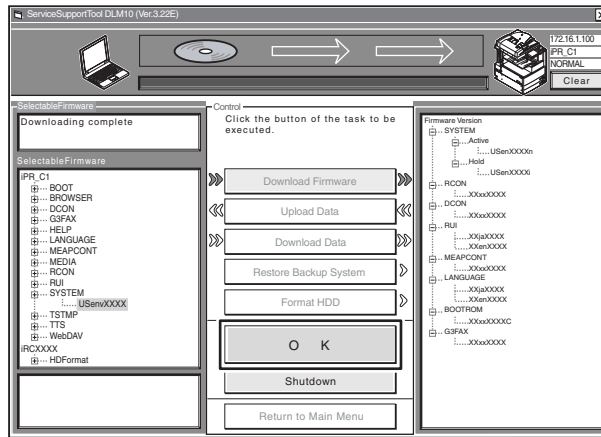 ServiceSupportTool DLM10 (Ver.3.22E)
172.16.1.100
iPR_C1
NORMAL
Clear
SelectableFirmware
Downloading complete
SelectableFirmware
iPR_C1
BOOT
BROWSER
DCON
G3FAX
HELP
LANGUAGE
MEAPCONT
MEDIA
RCON
RUI
SYSTEM
USenvXXXX
TSTMP
TTS
WebDAV
iRCXXXX
HDFormat
Control
Click the button of the task to be
executed.
Download Firmware
Upload Data
Download Data
Restore Backup System
Format HDD
O K
Shutdown
Return to Main Menu
Firmware Version
SYSTEM
Active
USenXXXXn
Hold
USenXXXXi
RCON
XXxxXXXX
DCON
XXxxXXXX
RUI
XXjaXXXX
XXenXXXX
MEAPCONT
XXxxXXXX
LANGUAGE
XXjaXXXX
XXenXXXX
BOOTROM
XXxxXXXXC
G3FAX
XXxxXXXX